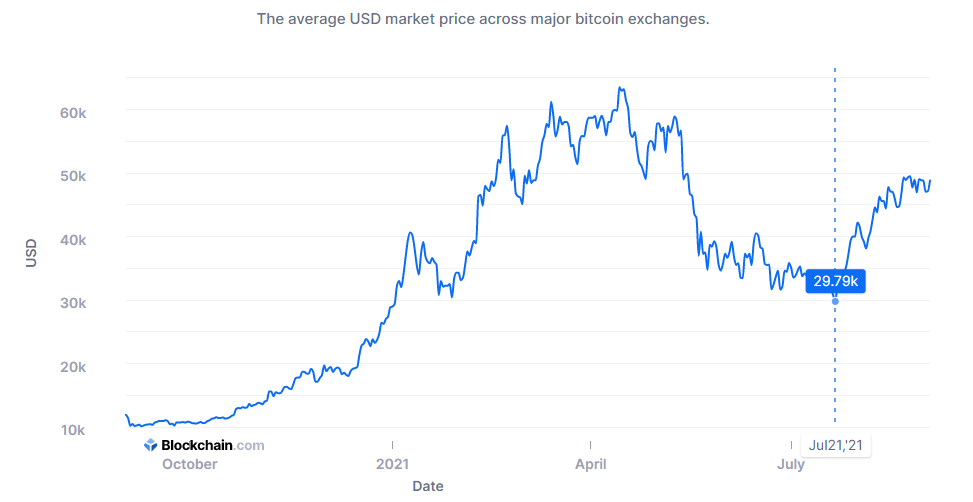 The average USD market price across major bitcoin exchanges.
60k
50k
40k
30k
20k
10k
USD
29.79k
Blockchain.com
Jul21,'21
October
2021
April
July
Date